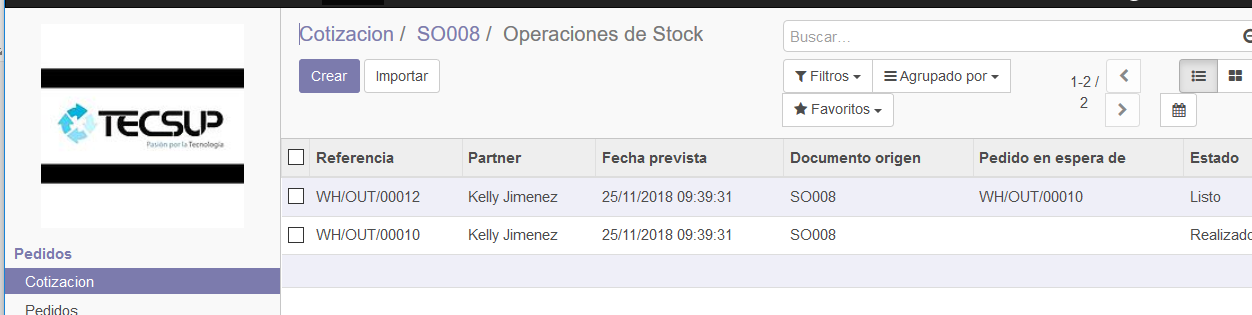 Cotizacion / SO008 / Operaciones de Stock
Buscar...
Crear Importar
Filtros Agrupado por
1-2 / 2
Favoritos
TECSUP
Pasión por la Tecnología
Referencia Partner Fecha prevista Documento origen Pedido en espera de Estado
WH/OUT/00012 Kelly Jimenez 25/11/2018 09:39:31 SO008 WH/OUT/00010 Listo
WH/OUT/00010 Kelly Jimenez 25/11/2018 09:39:31 SO008 Realizado
Pedidos
Cotizacion
Pedidos